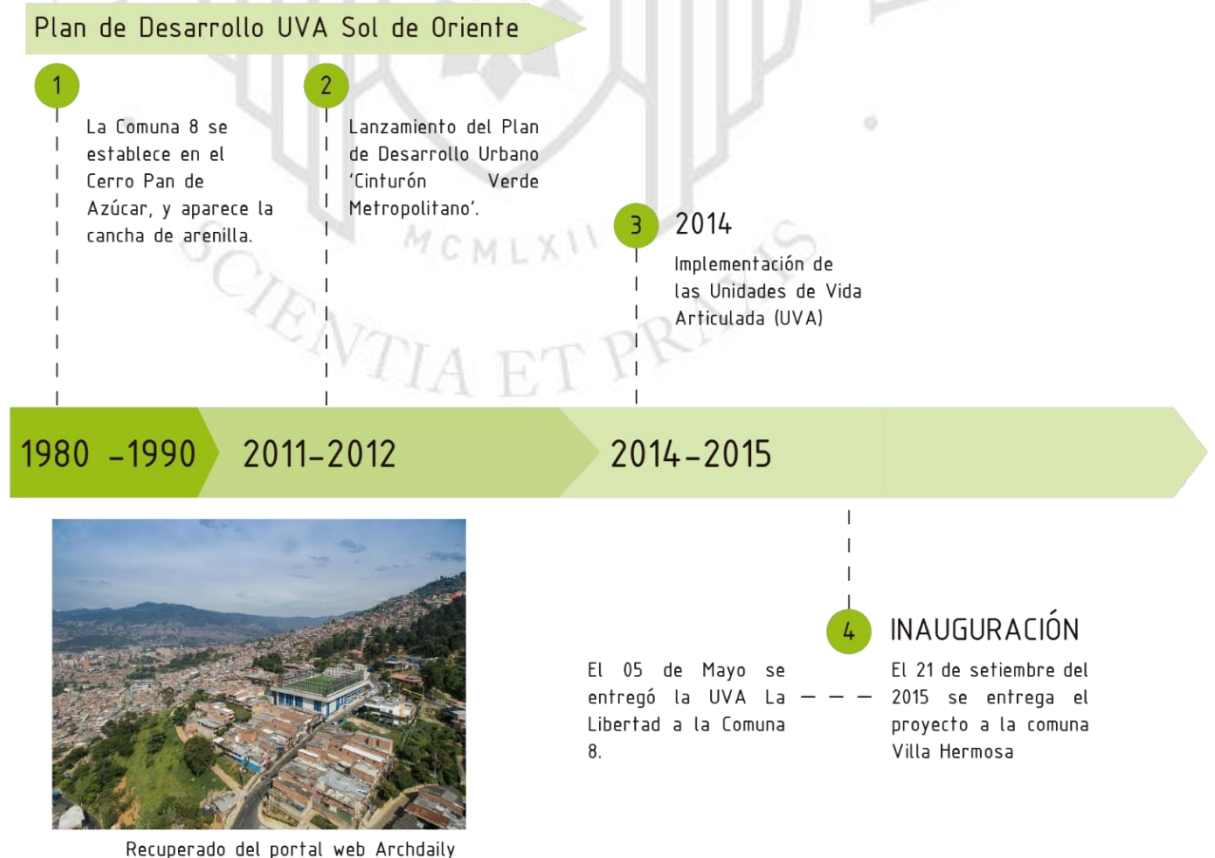 Plan de Desarrollo UVA Sol de Oriente
1
La Comuna 8 se
establece en el
Cerro Pan de
Azúcar, y aparece la
cancha de arenilla.
2
Lanzamiento del Plan
de Desarrollo Urbano
‘Cinturón Verde
Metropolitano’.
3
2014
Implementación de
las Unidades de Vida
Articulada (UVA)
MCMLXII
SCIENTIA ET PRAXIS
1980 –1990
2011–2012
2014–2015
4
INAUGURACIÓN
El 05 de Mayo se
entregó la UVA La
Libertad a la Comuna
8.
El 21 de setiembre del
2015 se entrega el
proyecto a la comuna
Villa Hermosa
Recuperado del portal web Archdaily